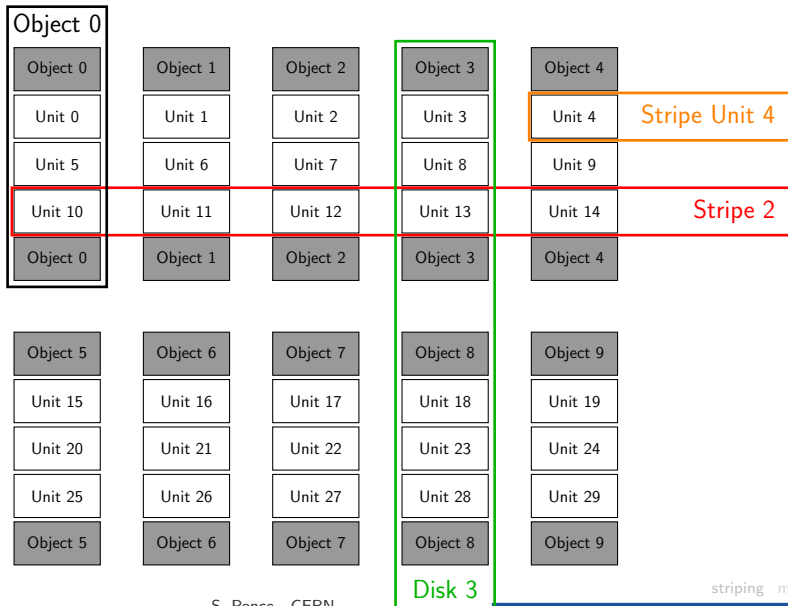 Object 0
Object 0 Object 1 Object 2 Object 3 Object 4
Unit 0 Unit 1 Unit 2 Unit 3 Unit 4 Stripe Unit 4
Unit 5 Unit 6 Unit 7 Unit 8 Unit 9
Unit 10 Unit 11 Unit 12 Unit 13 Unit 14 Stripe 2
Object 0 Object 1 Object 2 Object 3 Object 4
Object 5 Object 6 Object 7 Object 8 Object 9
Unit 15 Unit 16 Unit 17 Unit 18 Unit 19
Unit 20 Unit 21 Unit 22 Unit 23 Unit 24
Unit 25 Unit 26 Unit 27 Unit 28 Unit 29
Object 5 Object 6 Object 7 Object 8 Object 9
Disk 3
striping
CERN